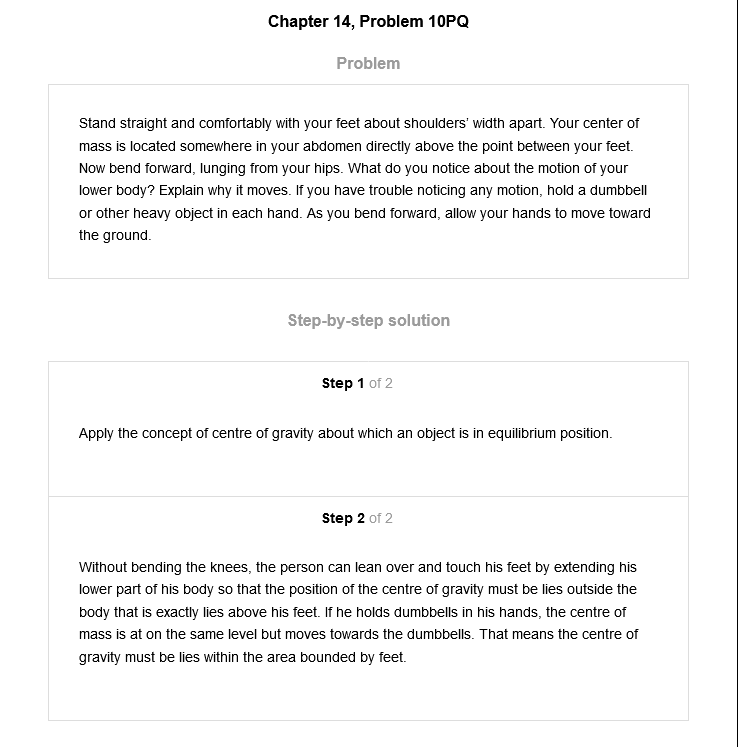 Chapter 14, Problem 10PQ
Problem
Stand straight and comfortably with your feet about shoulders' width apart. Your center of
mass is located somewhere in your abdomen directly above the point between your feet.
Now bend forward, lunging from your hips. What do you notice about the motion of your
lower body? Explain why it moves. If you have trouble noticing any motion, hold a dumbbell
or other heavy object in each hand. As you bend forward, allow your hands to move toward
the ground.
Step-by-step solution
Step 1 of 2
Apply the concept of centre of gravity about which an object is in equilibrium position.
Step 2 of 2
Without bending the knees, the person can lean over and touch his feet by extending his
lower part of his body so that the position of the centre of gravity must be lies outside the
body that is exactly lies above his feet. If he holds dumbbells in his hands, the centre of
mass is at on the same level but moves towards the dumbbells. That means the centre of
gravity must be lies within the area bounded by feet.